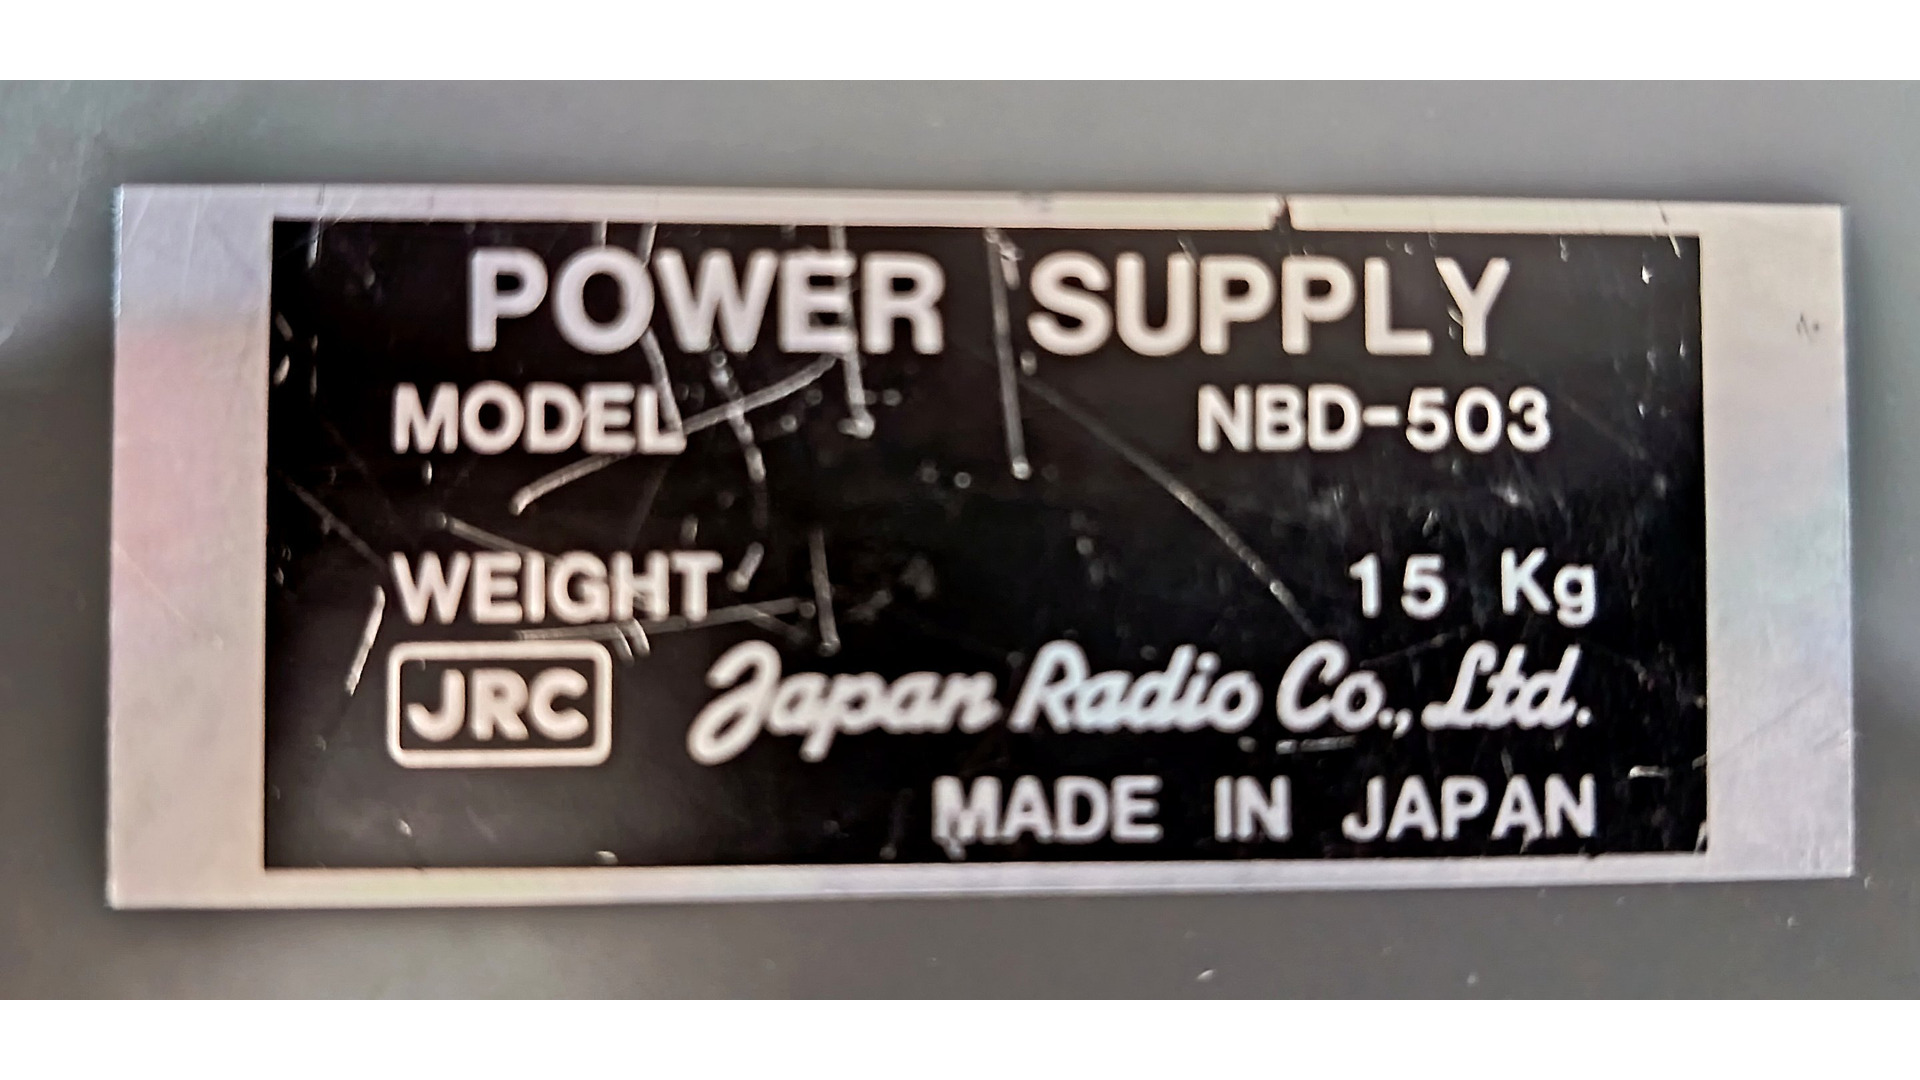 POWER SUPPLY
MODEL NBD-503
WEIGHT 15 Kg
JRC Japan Radio Co., Ltd.
MADE IN JAPAN